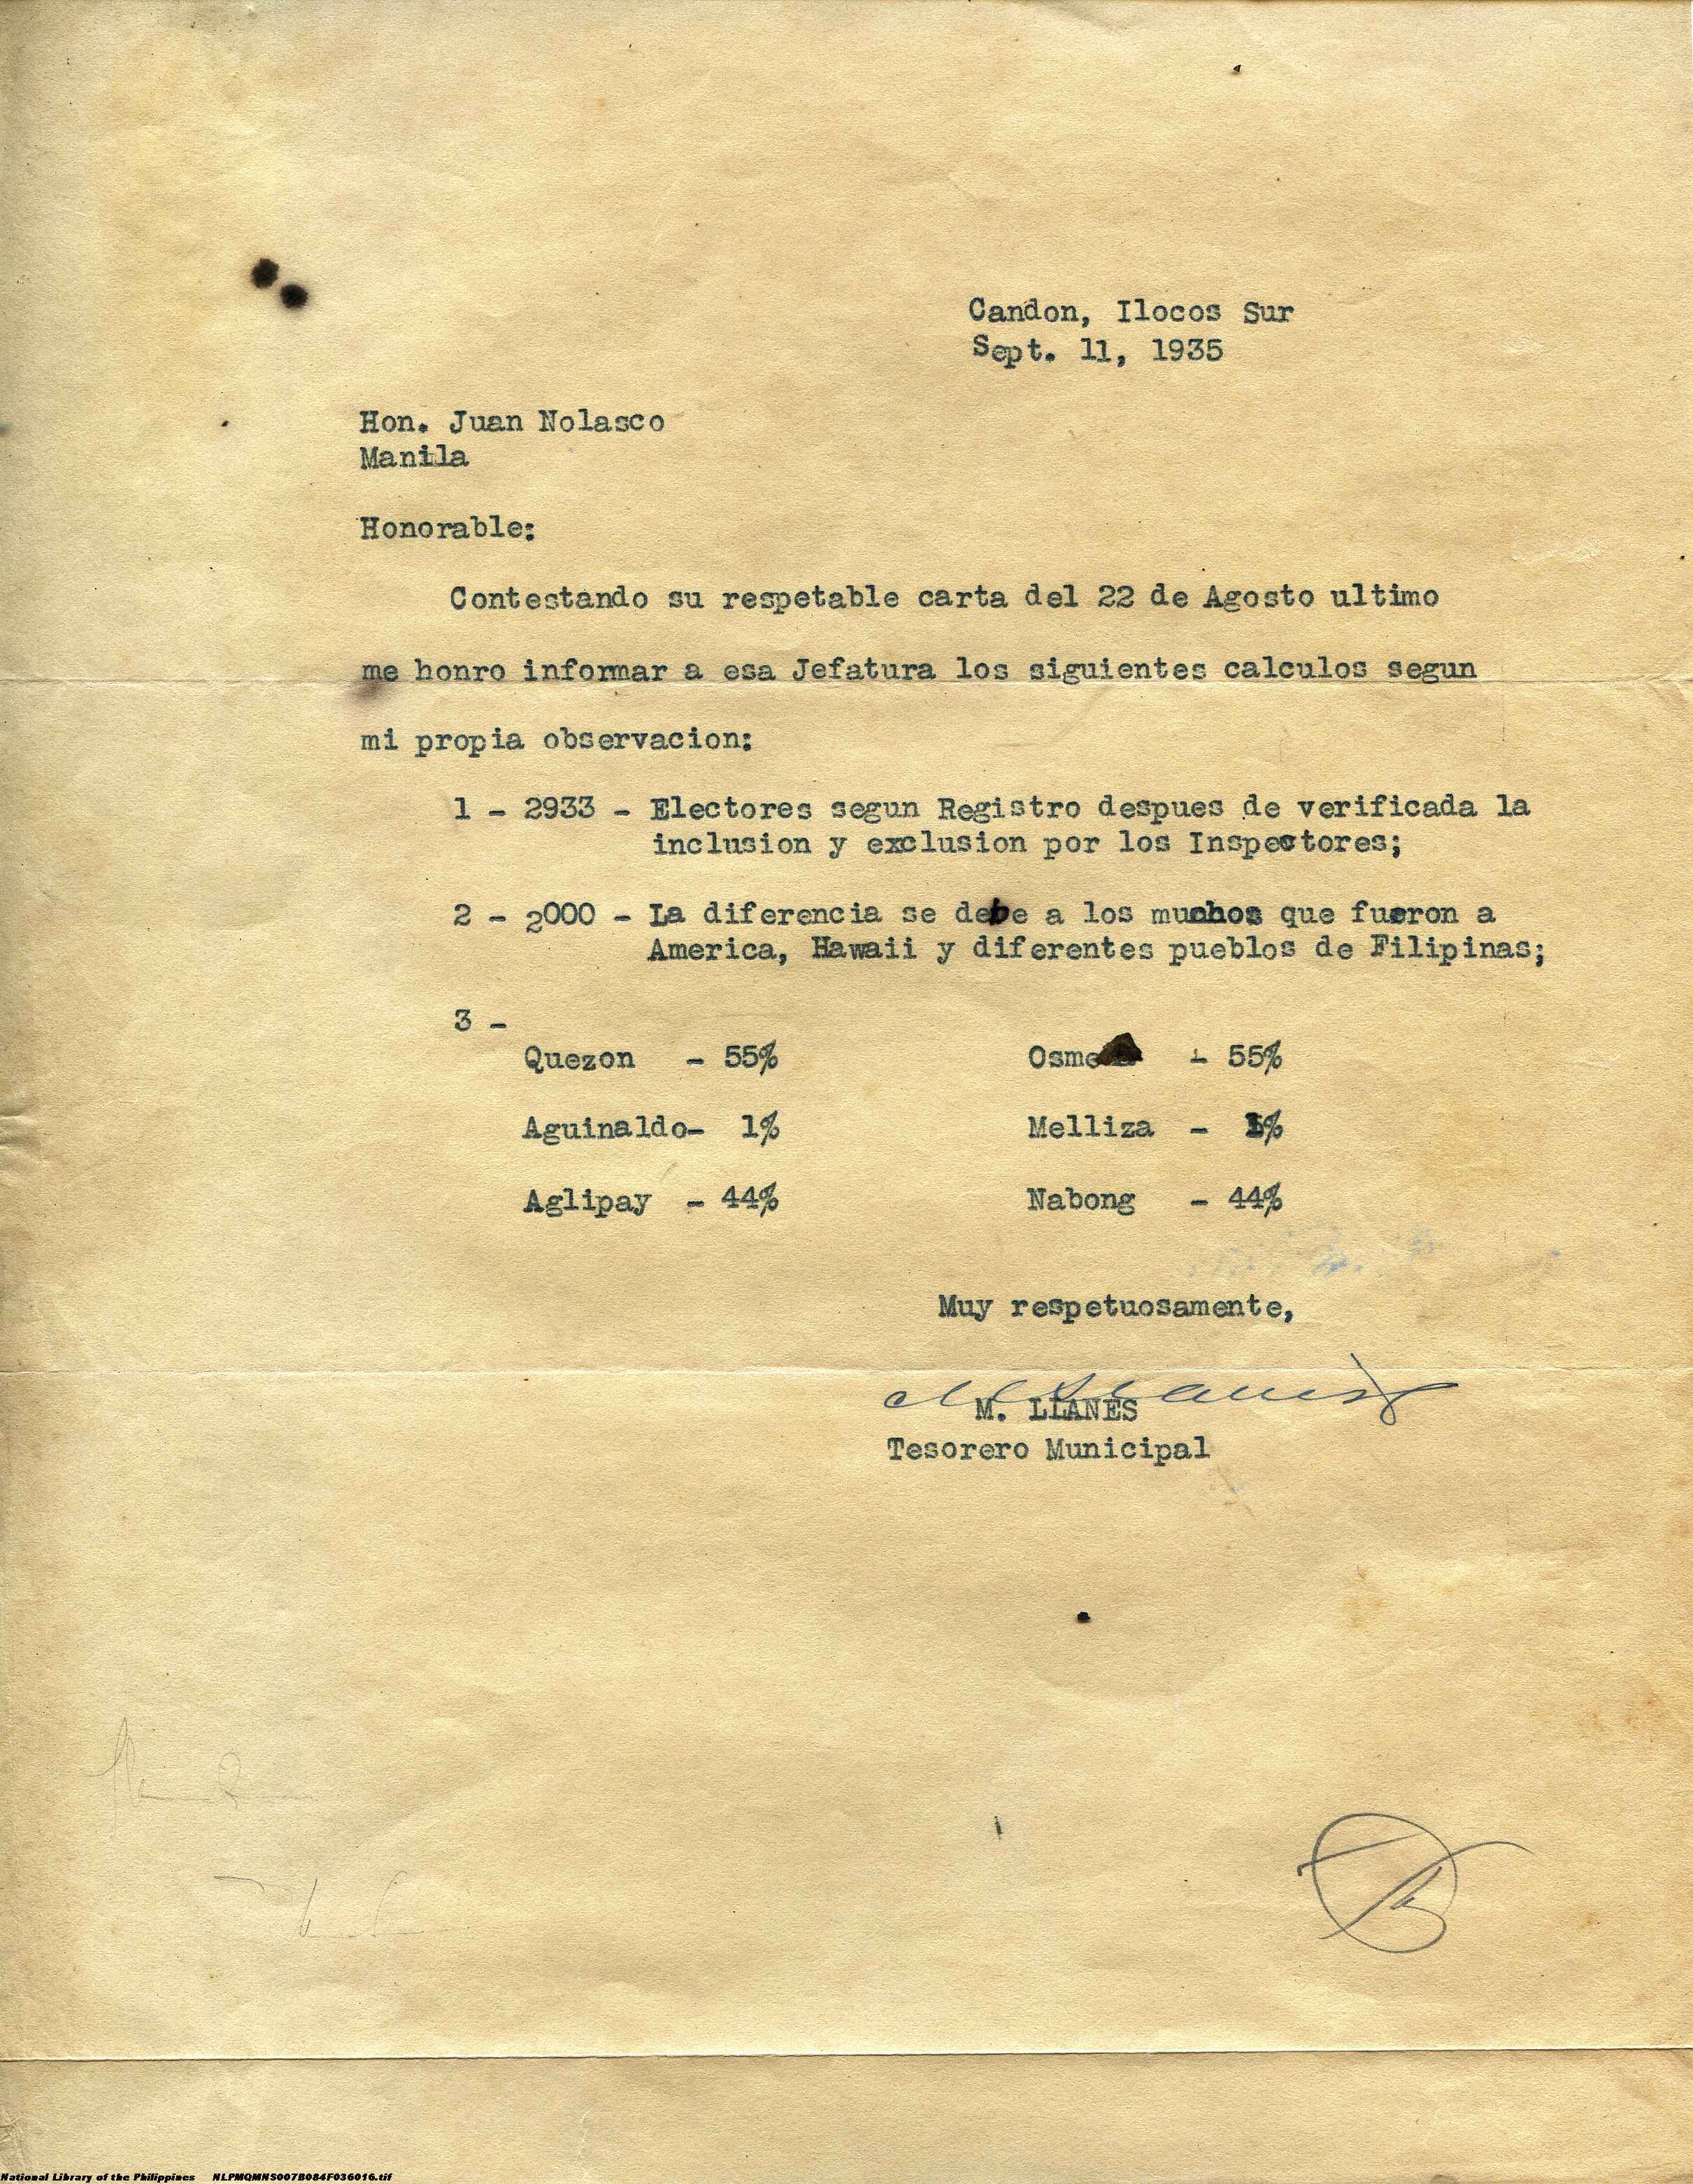 Candon, Ilocos Sur
Sept. 11, 1935
Hon. Juan Nolasco
Manila
Honorable:
Contestando su respetable carta del 22 de Agosto ultimo
me honro informar a esa Jefatura los siguientes calculos segun
mi propia observacion:
1 - 2933 - Electores segun Registro despues de verificada la
inclusion y exclusion por los Inspectores;
2 - 2000 - La diferencia se debe a los muchos que fueron a
America, Hawaii y diferentes pueblos de Filipinas;
3 -
Quezon - 55% - 55%
Aguinaldo- 1% Melliza -
Aglipay - 44% Nabong - 44%
Muy respetuosamente,
M. LLANES
Tesorero Municipal
National Library of the Philippines NLPMQMNS007B084F036016.tif